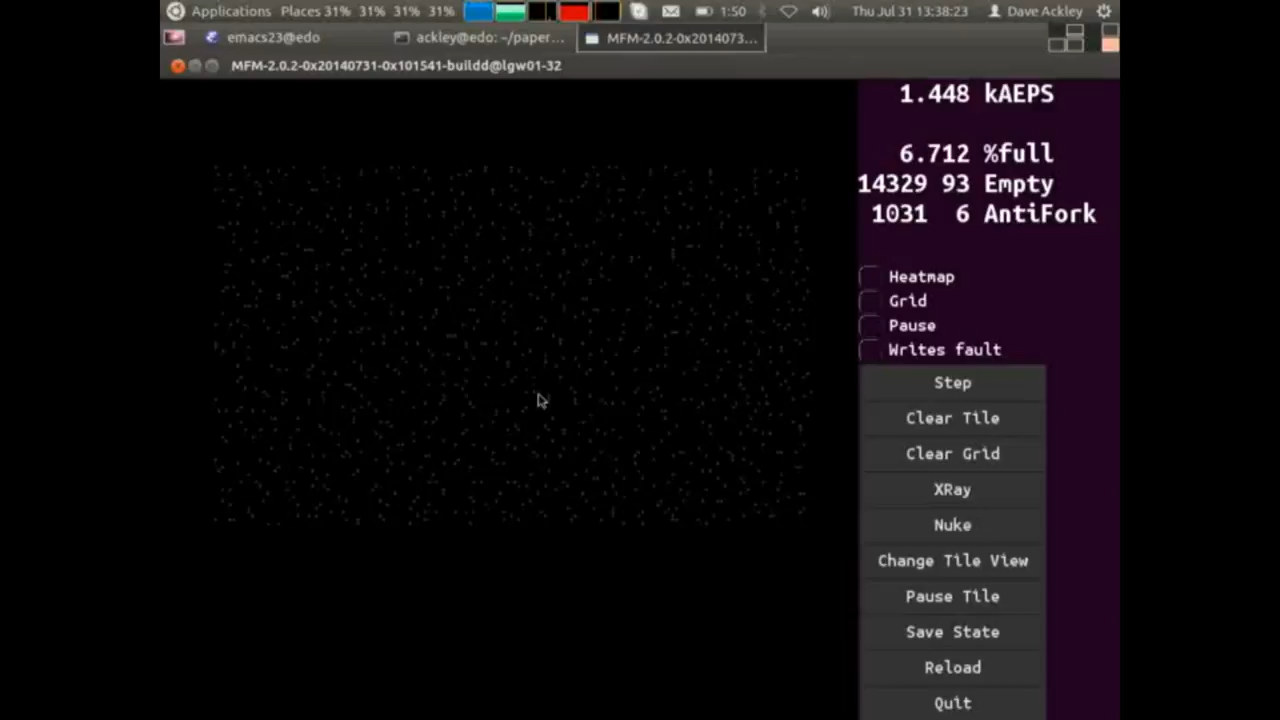 Applications Places 31% 31% 31% 31% 1:50 Thu Jul 31 13:38:23 Dave Ackley
emacs23@edo ackley@edo: ~/paper... MFM-2.0.2-0x2014073...
MFM-2.0.2-0x20140731-0x101541-buildd@lgw01-32
1.448 kAEPS
6.712 %full
14329 93 Empty
1031 6 AntiFork
Heatmap
Grid
Pause
Writes fault
Step
Clear Tile
Clear Grid
XRay
Nuke
Change Tile View
Pause Tile
Save State
Reload
Quit